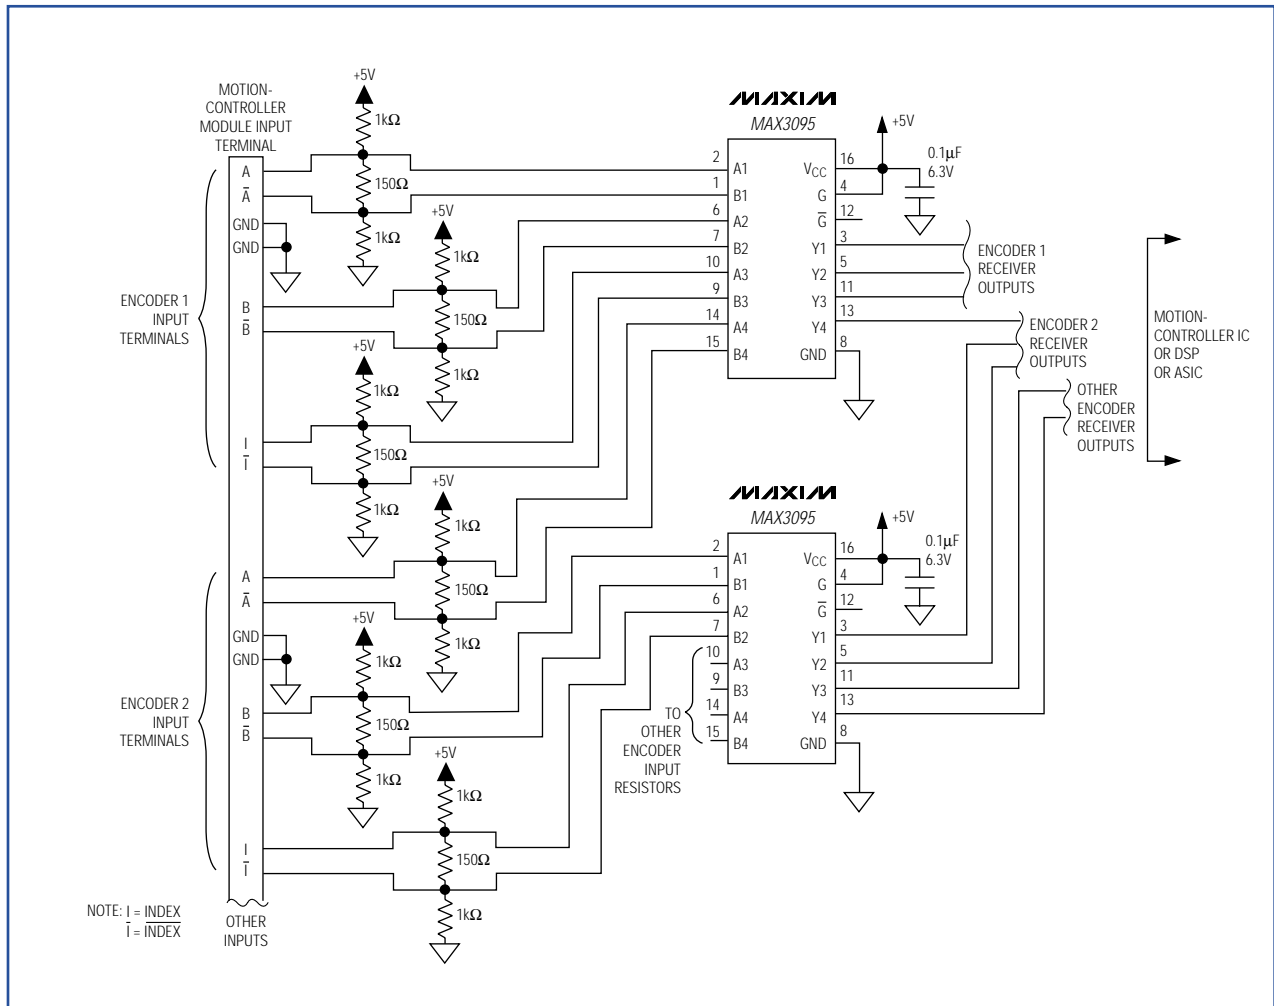 +5V
MOTION-
CONTROLLER
MODULE INPUT
TERMINAL
1kΩ
A
150Ω
A̅
1kΩ
GND
GND
+5V
1kΩ
ENCODER 1
INPUT
TERMINALS
B
150Ω
B̅
1kΩ
+5V
1kΩ
I
150Ω
I̅
1kΩ
+5V
1kΩ
A
150Ω
A̅
1kΩ
GND
GND
+5V
1kΩ
ENCODER 2
INPUT
TERMINALS
B
150Ω
B̅
1kΩ
+5V
1kΩ
I
150Ω
I̅
1kΩ
NOTE: I = INDEX
I̅ = I̅N̅D̅E̅X̅
OTHER
INPUTS
MAXIM
MAX3095
+5V
0.1µF
6.3V
2 A1 VCC 16
1 B1 G 4
6 A2 G̅ 12
7 B2 Y1 3
10 A3 Y2 5
9 B3 Y3 11
14 A4 Y4 13
15 B4 GND 8
ENCODER 1
RECEIVER
OUTPUTS
ENCODER 2
RECEIVER
OUTPUTS
OTHER
ENCODER
RECEIVER
OUTPUTS
MOTION-
CONTROLLER IC
OR DSP
OR ASIC
MAXIM
MAX3095
+5V
0.1µF
6.3V
2 A1 VCC 16
1 B1 G 4
6 A2 G̅ 12
7 B2 Y1 3
10 A3 Y2 5
9 B3 Y3 11
14 A4 Y4 13
15 B4 GND 8
TO
OTHER
ENCODER
INPUT
RESISTORS